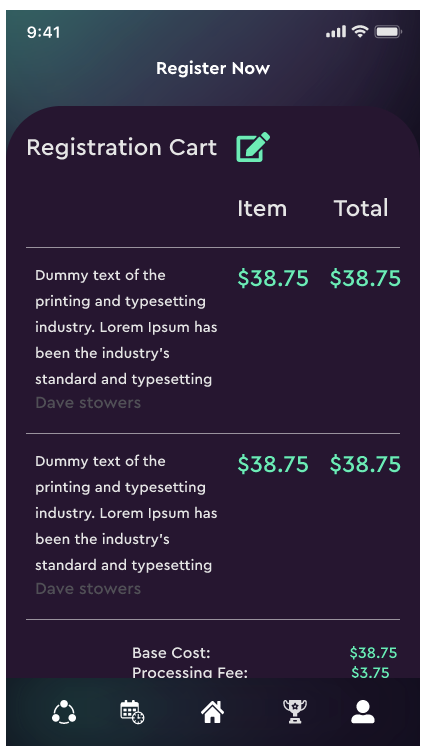 9:41
Register Now
Registration Cart
Item Total
Dummy text of the $38.75 $38.75
printing and typesetting
industry. Lorem Ipsum has
been the industry's
standard and typesetting
Dave stowers
Dummy text of the $38.75 $38.75
printing and typesetting
industry. Lorem Ipsum has
been the industry's
standard and typesetting
Dave stowers
Base Cost: $38.75
Processing Fee: $3.75